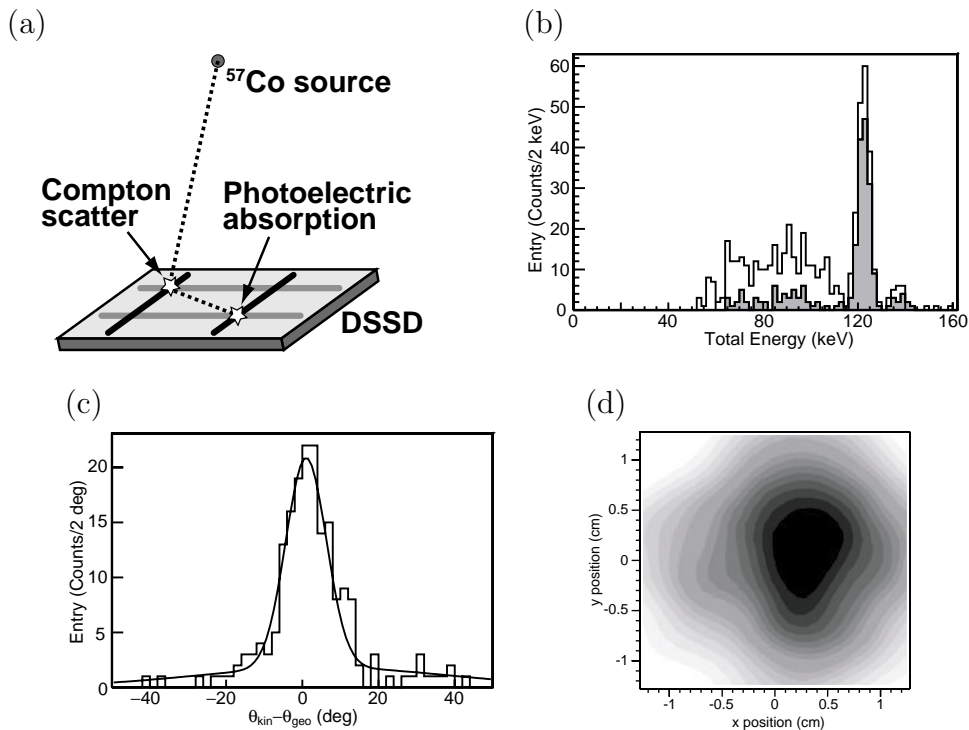 (a)
57Co source
Compton
scatter
Photoelectric
absorption
DSSD
(b)
Entry (Counts/2 keV)
60
50
40
30
20
10
0
0 40 80 120 160
Total Energy (keV)
(c)
Entry (Counts/2 deg)
20
15
10
5
0
−40 −20 0 20 40
θkin−θgeo (deg)
(d)
y position (cm)
1
0.5
0
-0.5
-1
-1 -0.5 0 0.5 1
x position (cm)